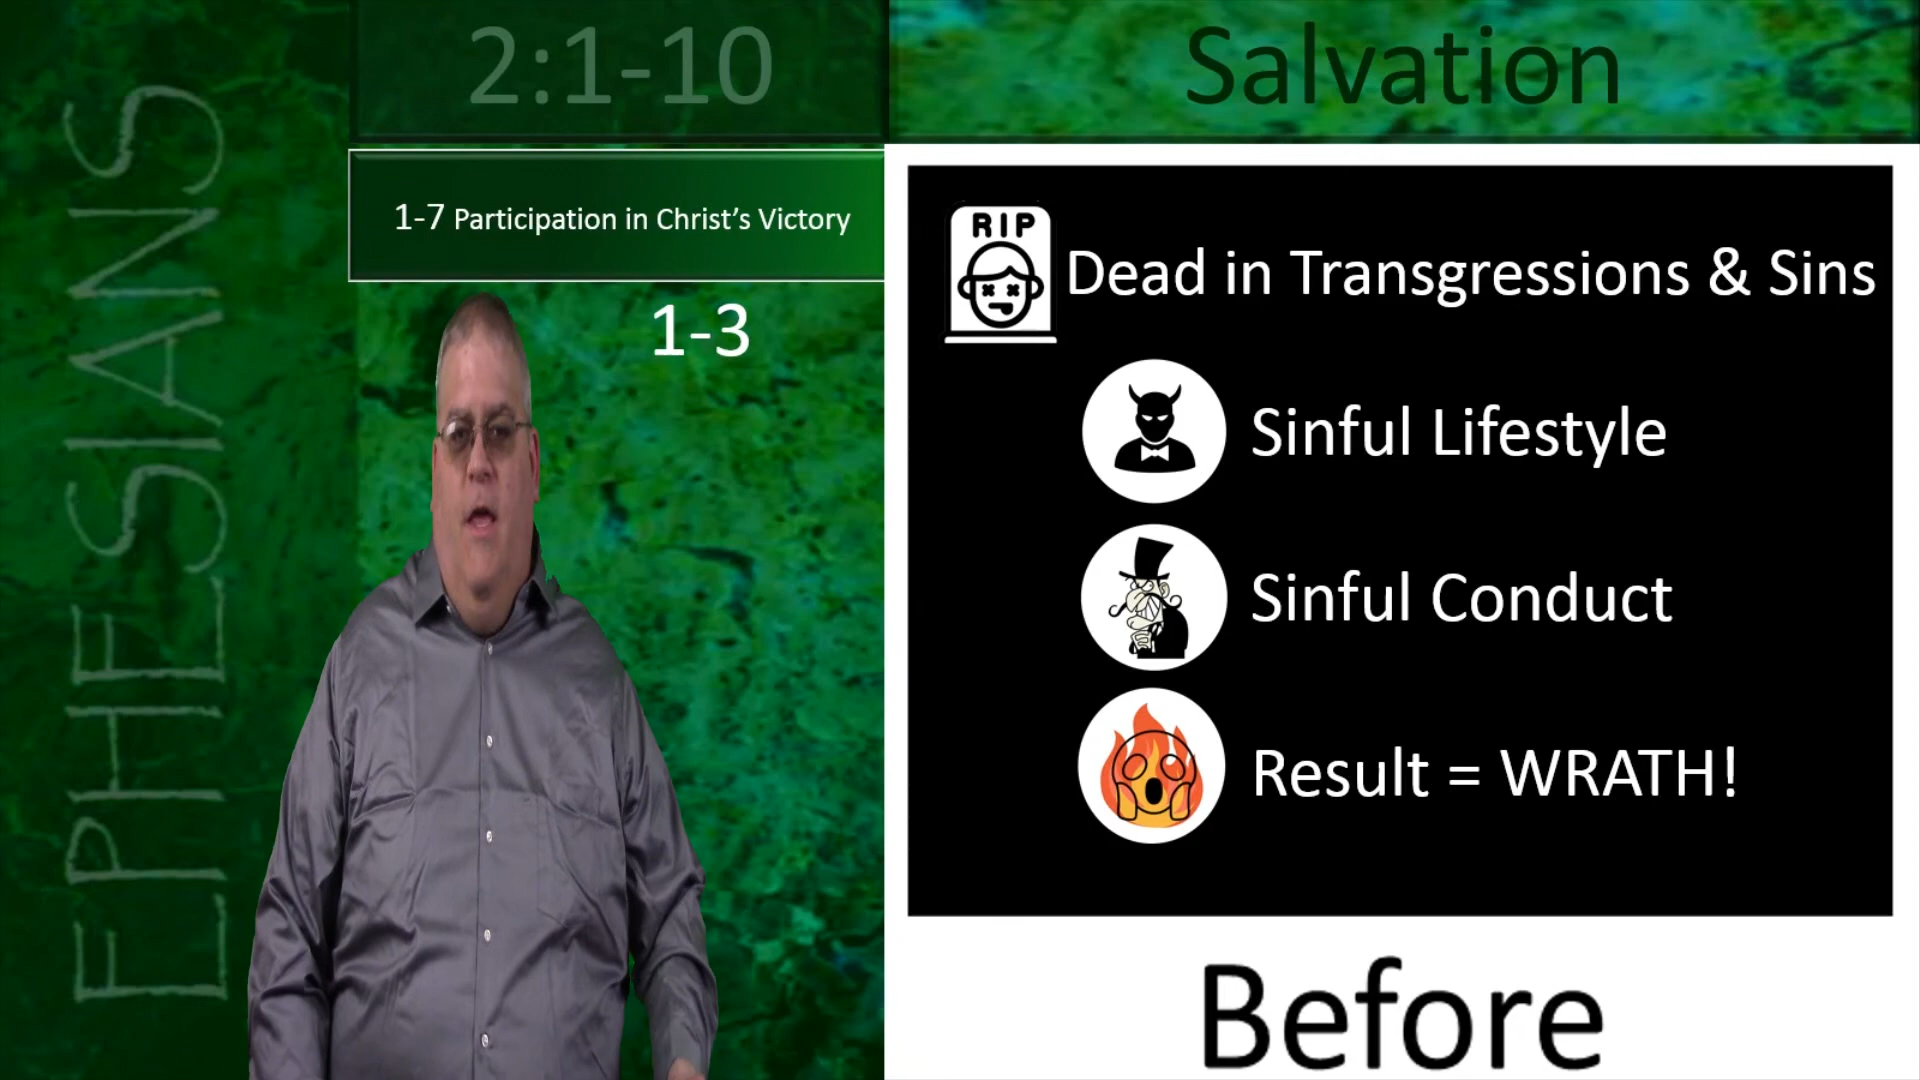 EPHESIANS
2:1-10
Salvation
1-7 Participation in Christ's Victory
1-3
RIP
Dead in Transgressions & Sins
Sinful Lifestyle
Sinful Conduct
Result = WRATH!
Before